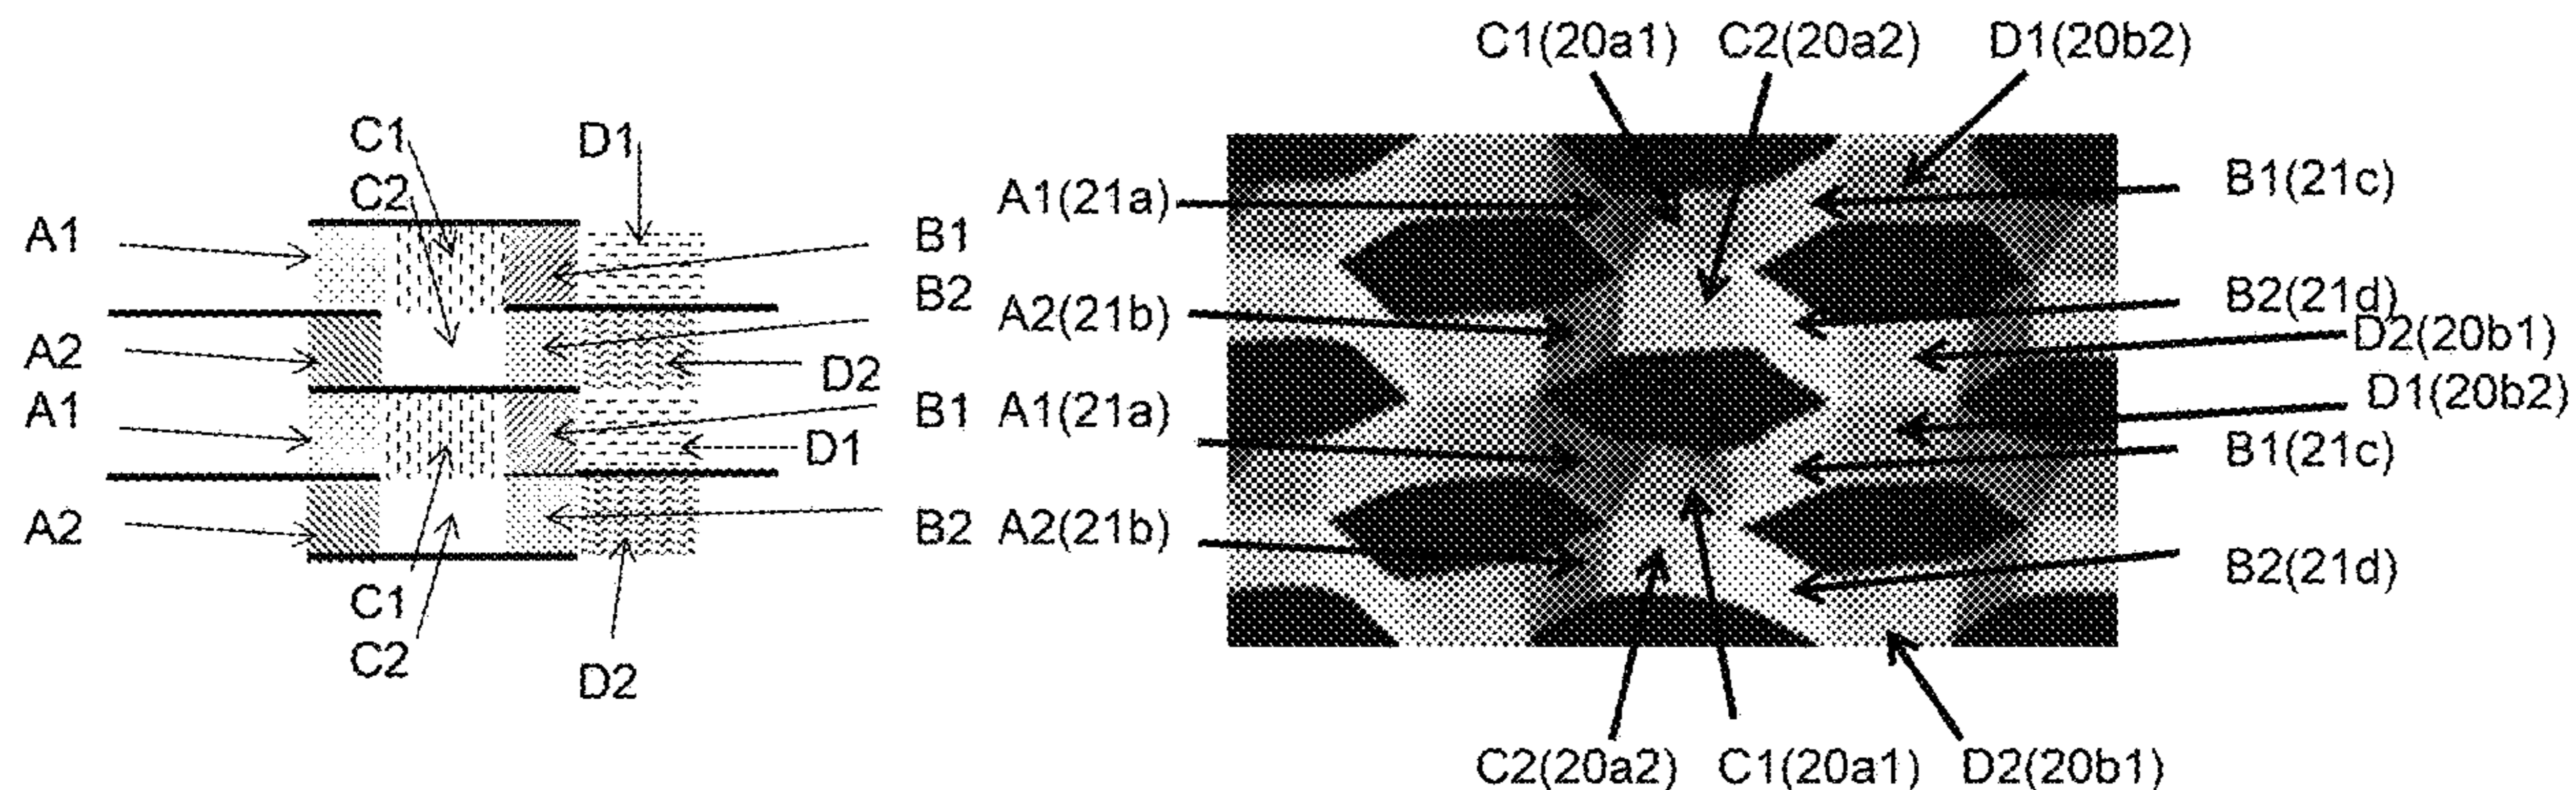 C1
C2
D1
A1
B1
B2
A2
D2
A1
B1
D1
A2
B2
C1
C2
D2
C1(20a1) C2(20a2) D1(20b2)
A1(21a)
B1(21c)
A2(21b)
B2(21d)
D2(20b1)
D1(20b2)
A1(21a)
B1(21c)
A2(21b)
B2(21d)
C2(20a2) C1(20a1) D2(20b1)